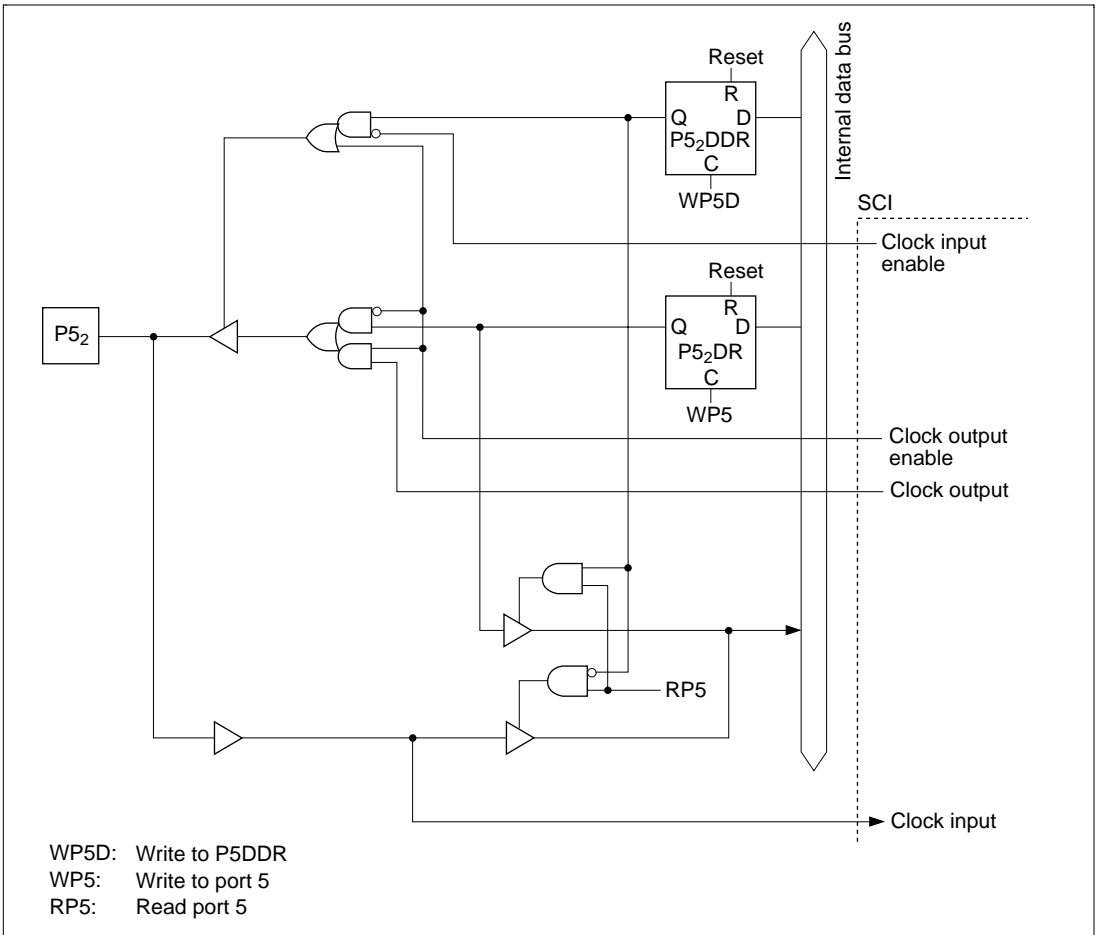 Reset
R
Q D
P5₂DDR
C
WP5D
Internal data bus
SCI
Clock input
enable
Reset
R
Q D
P5₂DR
C
WP5
P5₂
Clock output
enable
Clock output
RP5
Clock input
WP5D: Write to P5DDR
WP5: Write to port 5
RP5: Read port 5